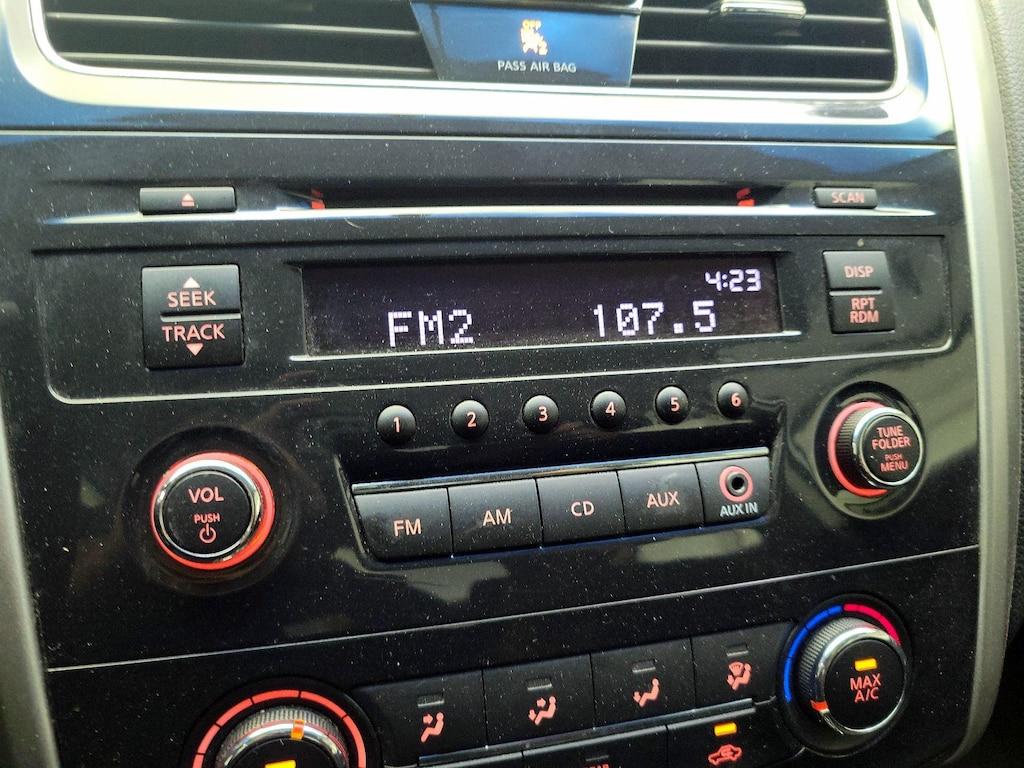 OFF
2
PASS AIR BAG
SCAN
SEEK
TRACK
4:23
FM2 107.5
DISP
RPT
RDM
1 2 3 4 5 6
TUNE
FOLDER
PUSH
MENU
VOL
PUSH
FM AM CD AUX
AUX IN
MAX
A/C